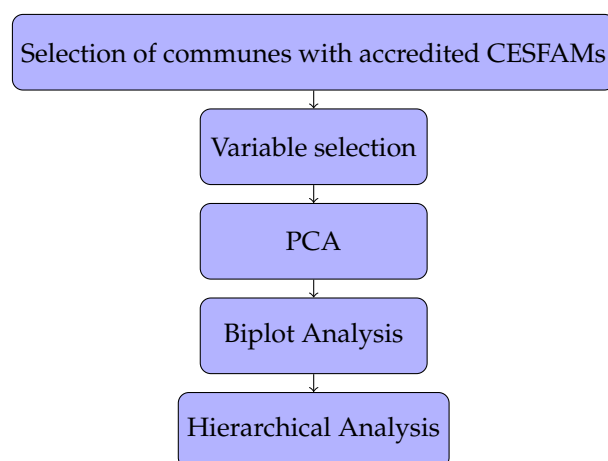 Selection of communes with accredited CESFAMs
Variable selection
PCA
Biplot Analysis
Hierarchical Analysis